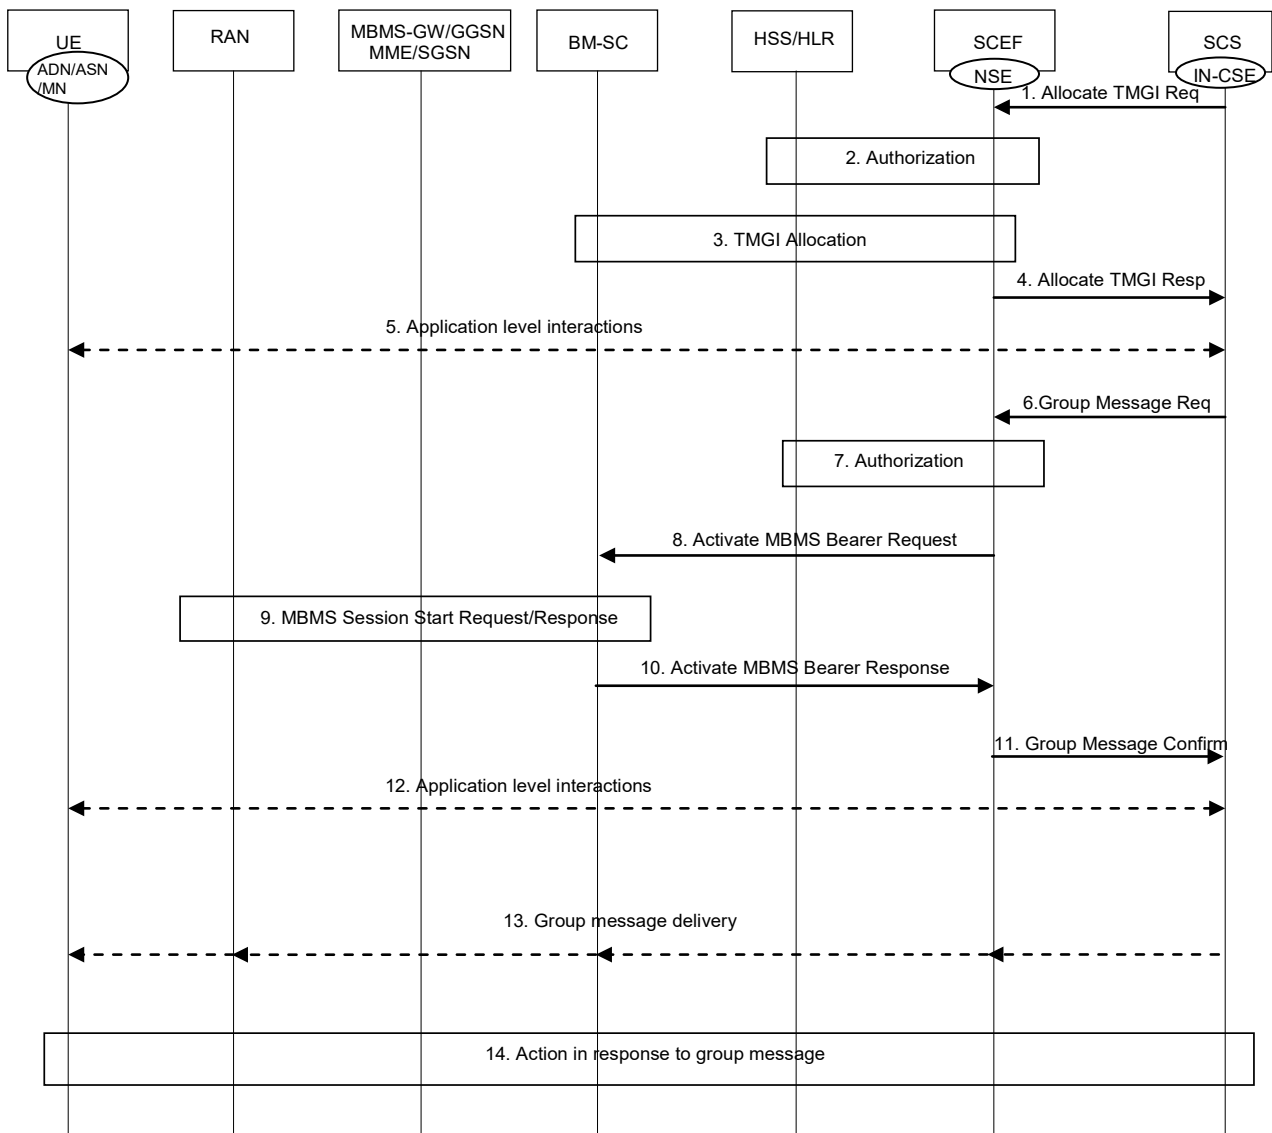 UE
ADN/ASN
/MN
RAN
MBMS-GW/GGSN
MME/SGSN
BM-SC
HSS/HLR
SCEF
NSE
SCS
IN-CSE
1. Allocate TMGI Req
2. Authorization
3. TMGI Allocation
4. Allocate TMGI Resp
5. Application level interactions
6.Group Message Req
7. Authorization
8. Activate MBMS Bearer Request
9. MBMS Session Start Request/Response
10. Activate MBMS Bearer Response
11. Group Message Confirm
12. Application level interactions
13. Group message delivery
14. Action in response to group message